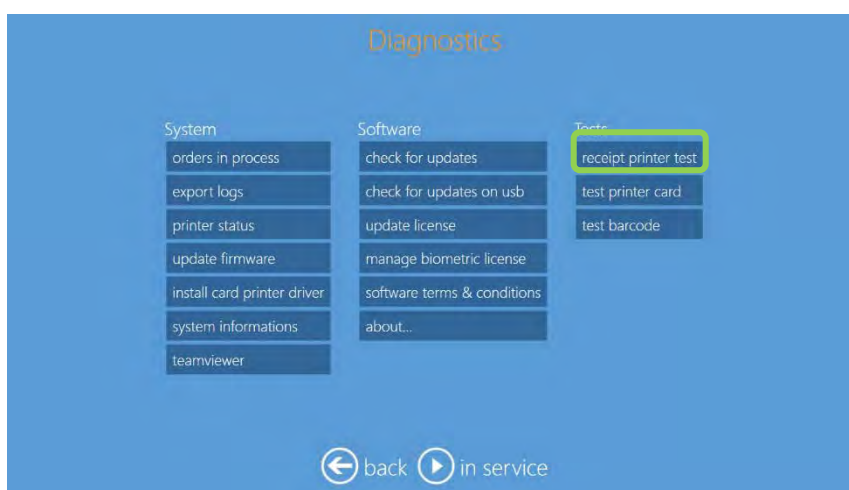 Diagnostics
System
orders in process
export logs
printer status
update firmware
install card printer driver
system informations
teamviewer
Software
check for updates
check for updates on usb
update license
manage biometric license
software terms & conditions
about...
Tests
receipt printer test
test printer card
test barcode
back in service